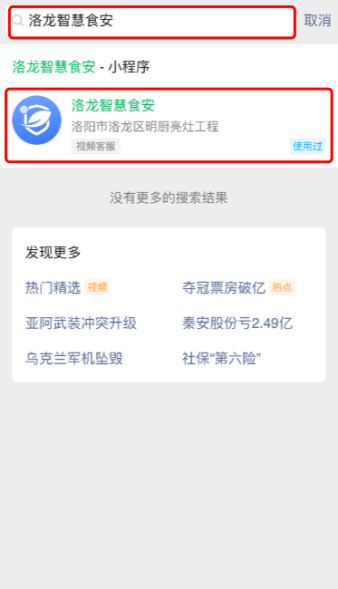 洛龙智慧食安 取消
洛龙智慧食安 - 小程序
洛龙智慧食安
洛阳市洛龙区明厨亮灶工程
视频客服 使用过
没有更多的搜索结果
发现更多
热门精选 视频 夺冠票房破亿 热点
亚阿武装冲突升级 秦安股份亏2.49亿
乌克兰军机坠毁 社保“第六险”